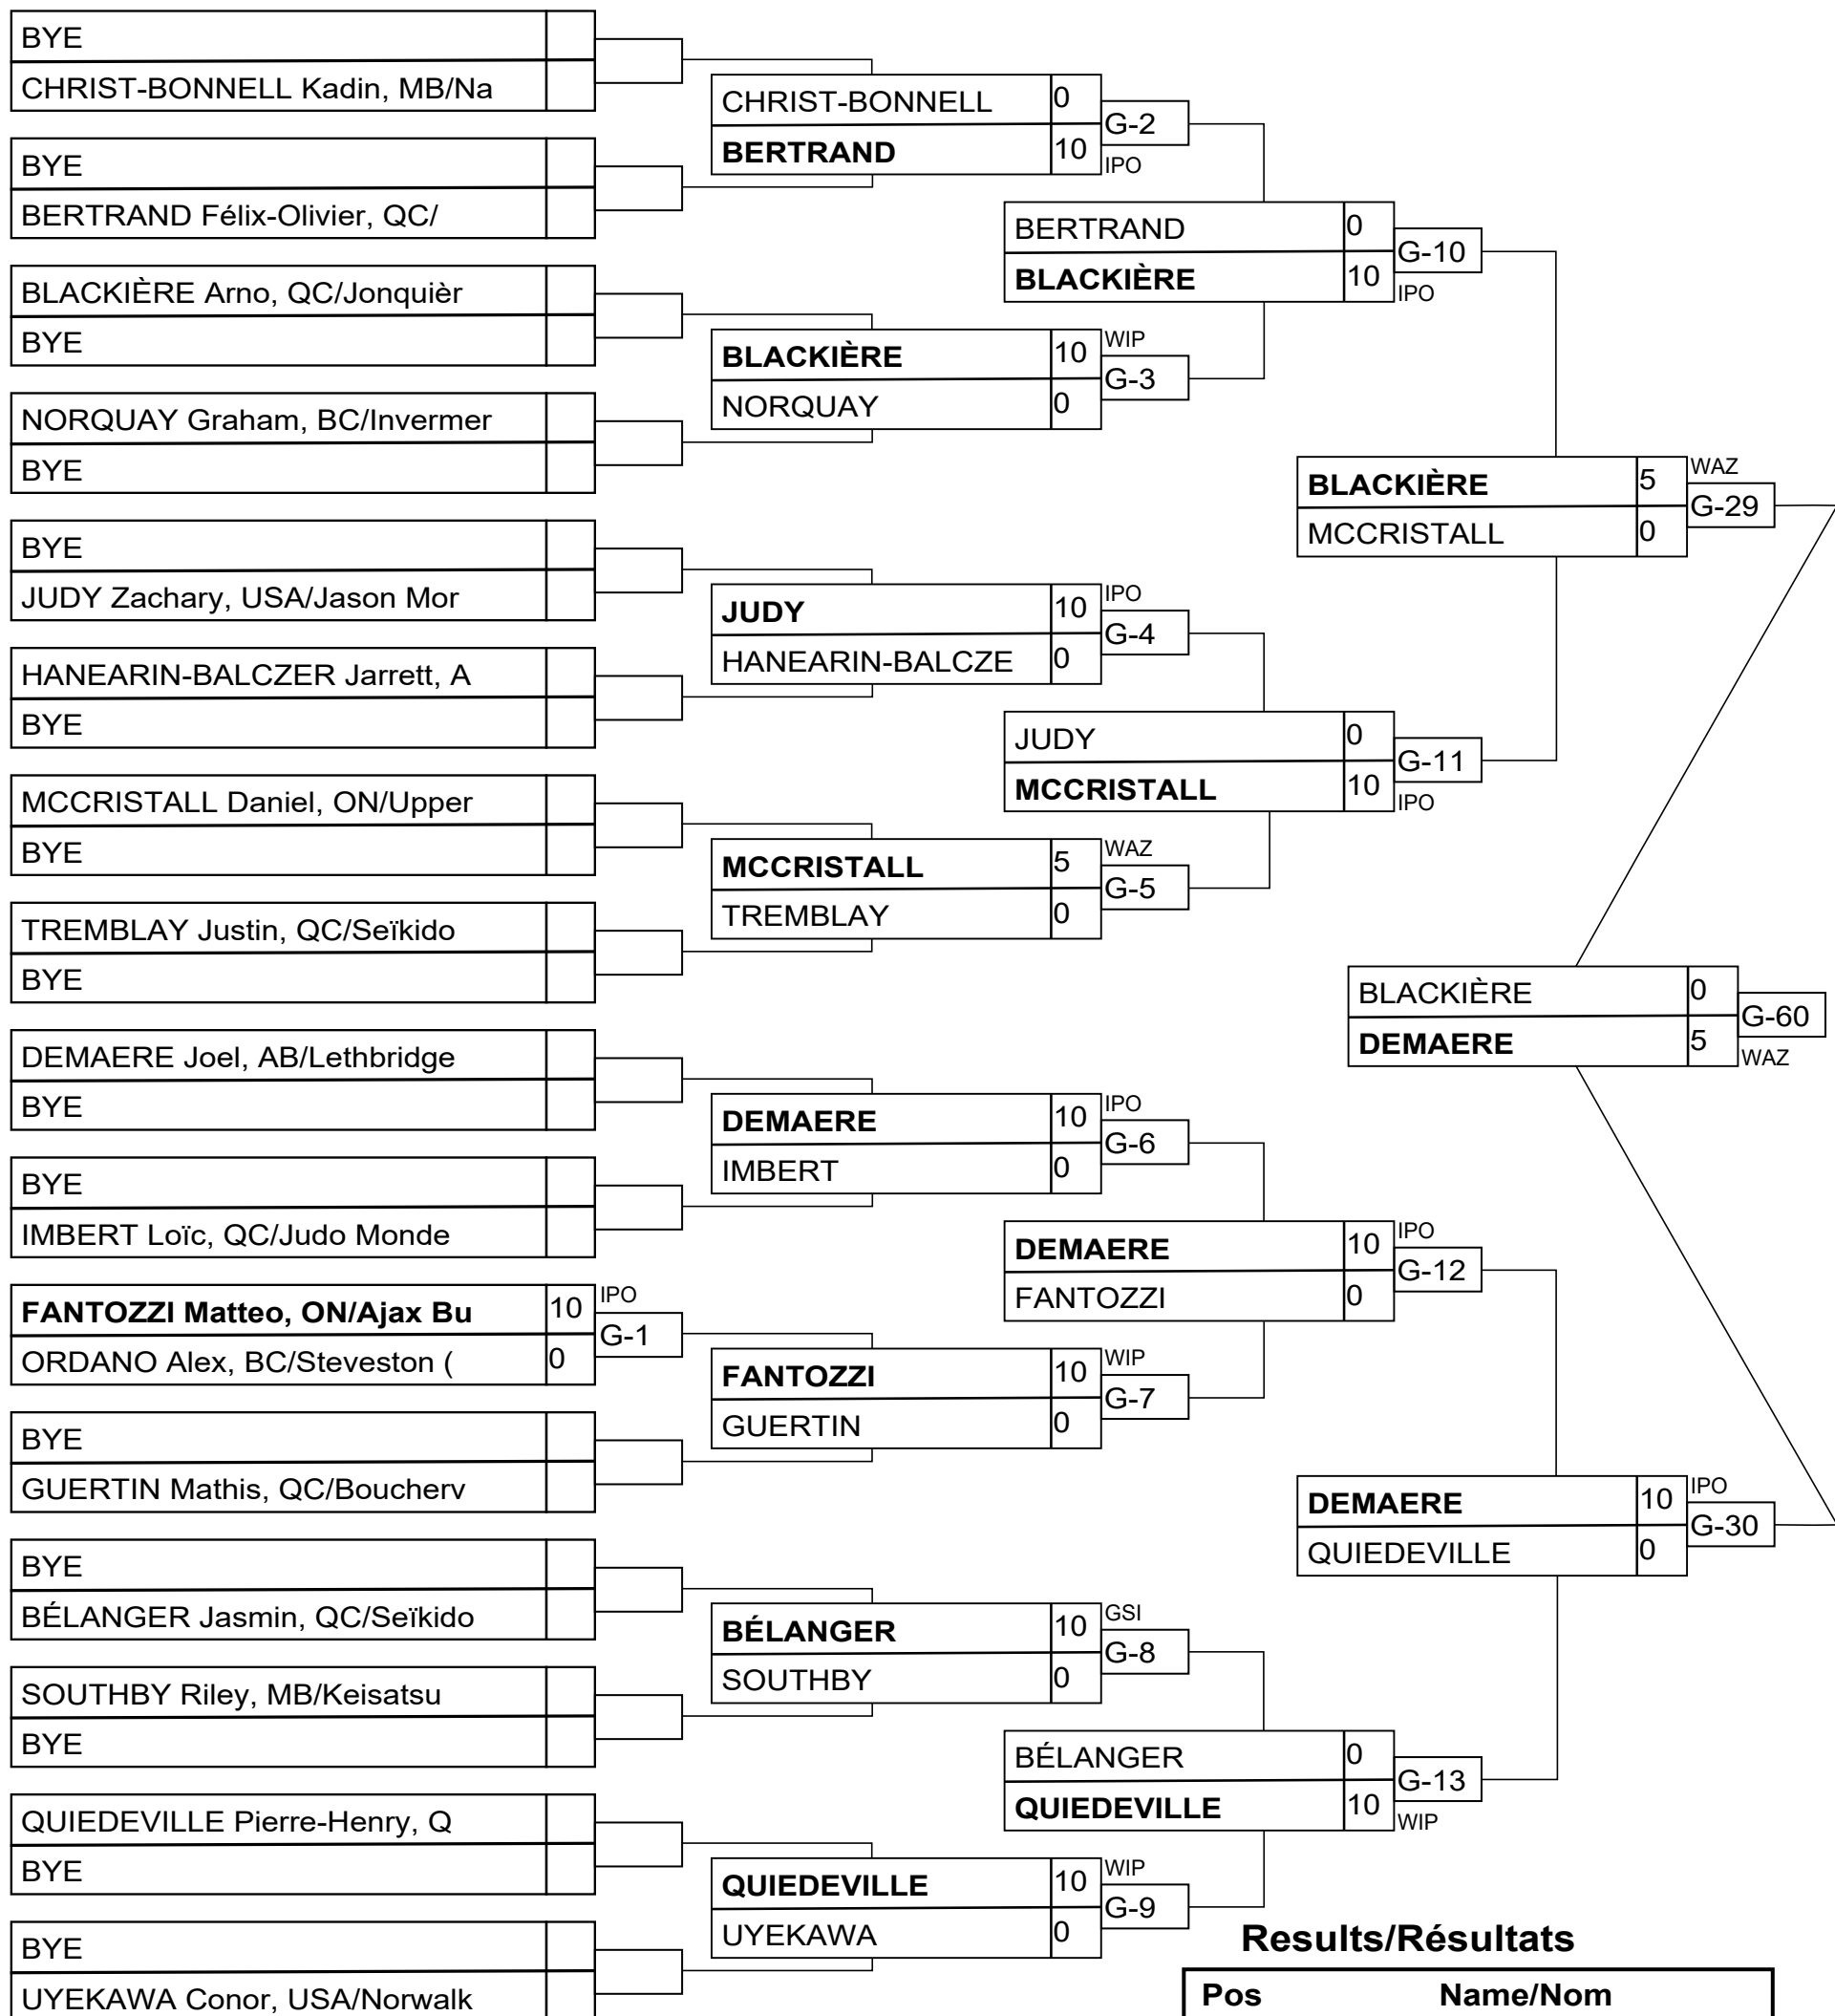 BYE
CHRIST-BONNELL Kadin, MB/Na
BYE
BERTRAND Félix-Olivier, QC/
BLACKIÈRE Arno, QC/Jonquièr
BYE
NORQUAY Graham, BC/Invermer
BYE
BYE
JUDY Zachary, USA/Jason Mor
HANEARIN-BALCZER Jarrett, A
BYE
MCCRISTALL Daniel, ON/Upper
BYE
TREMBLAY Justin, QC/Seïkido
BYE
DEMAERE Joel, AB/Lethbridge
BYE
BYE
IMBERT Loïc, QC/Judo Monde
FANTOZZI Matteo, ON/Ajax Bu 10 IPO
G-1
ORDANO Alex, BC/Steveston ( 0
BYE
GUERTIN Mathis, QC/Boucherv
BYE
BÉLANGER Jasmin, QC/Seïkido
SOUTHBY Riley, MB/Keisatsu
BYE
QUIEDEVILLE Pierre-Henry, Q
BYE
BYE
UYEKAWA Conor, USA/Norwalk
CHRIST-BONNELL 0
G-2
BERTRAND 10 IPO
BLACKIÈRE 10 WIP
G-3
NORQUAY 0
JUDY 10 IPO
G-4
HANEARIN-BALCZE 0
MCCRISTALL 5 WAZ
G-5
TREMBLAY 0
DEMAERE 10 IPO
G-6
IMBERT 0
FANTOZZI 10 WIP
G-7
GUERTIN 0
BÉLANGER 10 GSI
G-8
SOUTHBY 0
QUIEDEVILLE 10 WIP
G-9
UYEKAWA 0
BERTRAND 0
G-10
BLACKIÈRE 10 IPO
JUDY 0
G-11
MCCRISTALL 10 IPO
DEMAERE 10 IPO
G-12
FANTOZZI 0
BÉLANGER 0
G-13
QUIEDEVILLE 10 WIP
BLACKIÈRE 5 WAZ
G-29
MCCRISTALL 0
DEMAERE 10 IPO
G-30
QUIEDEVILLE 0
BLACKIÈRE 0
G-60
DEMAERE 5 WAZ
Results/Résultats
Pos Name/Nom